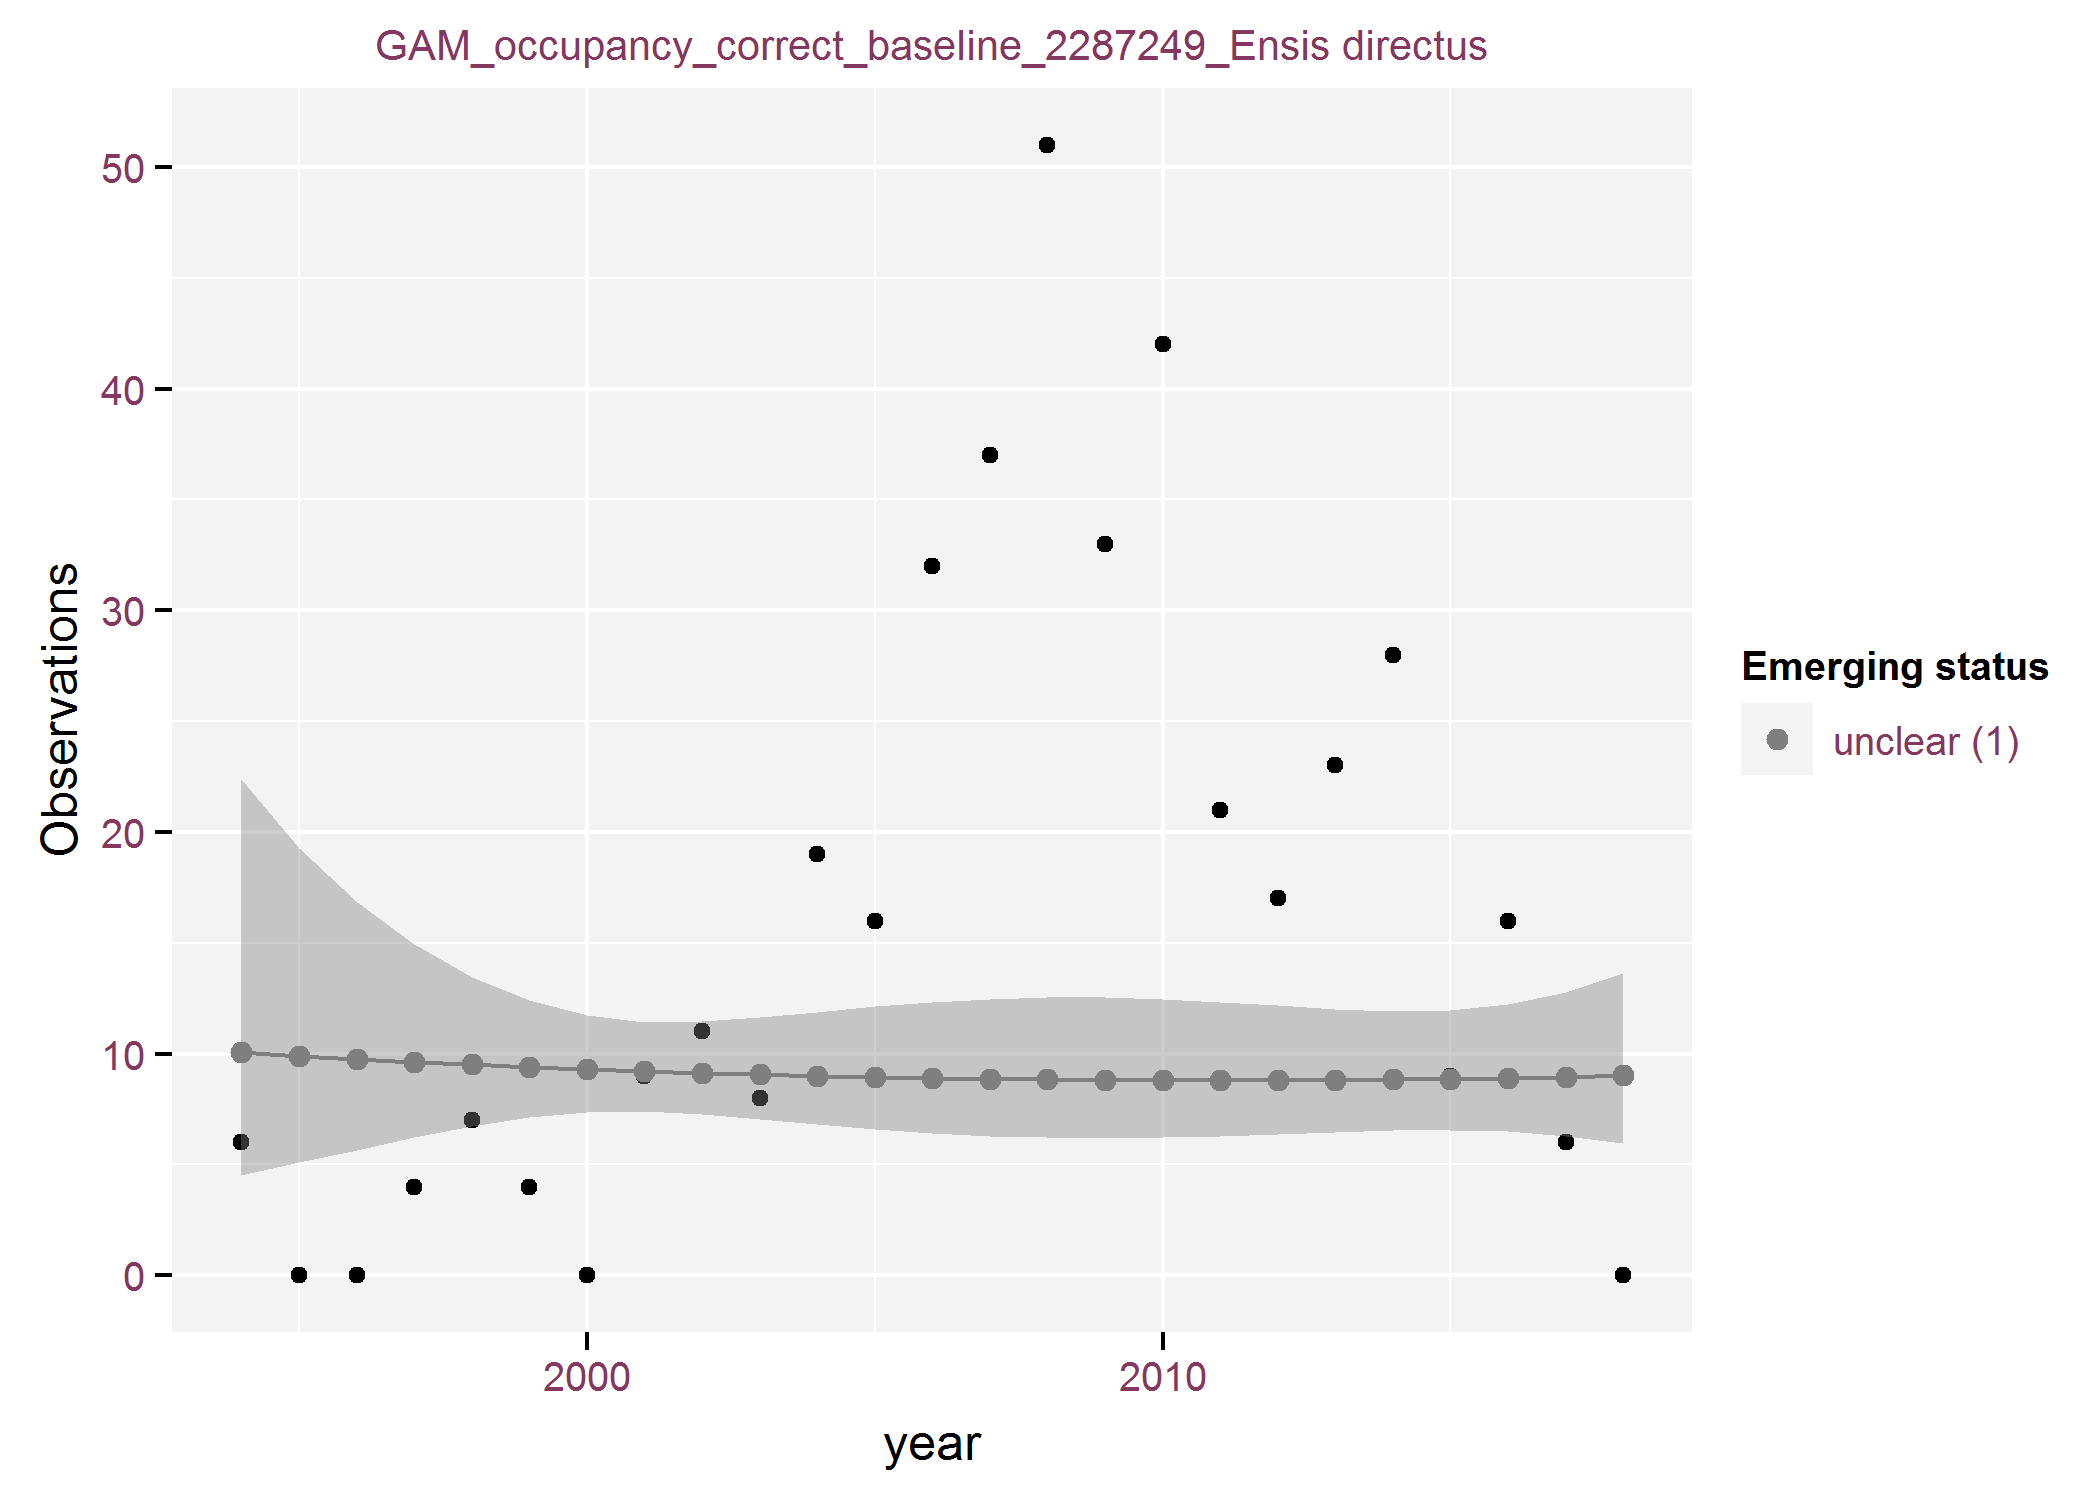 GAM_occupancy_correct_baseline_2287249_Ensis directus
50
40
30
20
10
0
Observations
2000
2010
year
Emerging status
unclear (1)